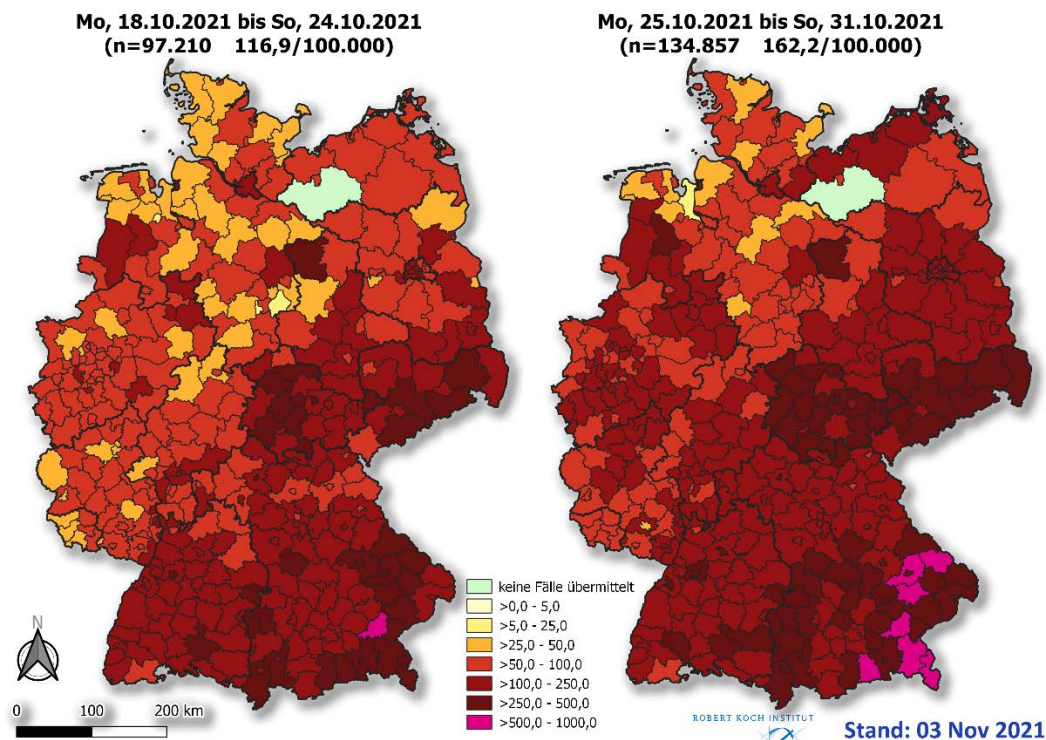 Mo, 18.10.2021 bis So, 24.10.2021
(n=97.210 116,9/100.000)
Mo, 25.10.2021 bis So, 31.10.2021
(n=134.857 162,2/100.000)
keine Fälle übermittelt
>0,0 - 5,0
>5,0 - 25,0
>25,0 - 50,0
>50,0 - 100,0
>100,0 - 250,0
>250,0 - 500,0
>500,0 - 1000,0
N
0 100 200 km
ROBERT KOCH INSTITUT
Stand: 03 Nov 2021